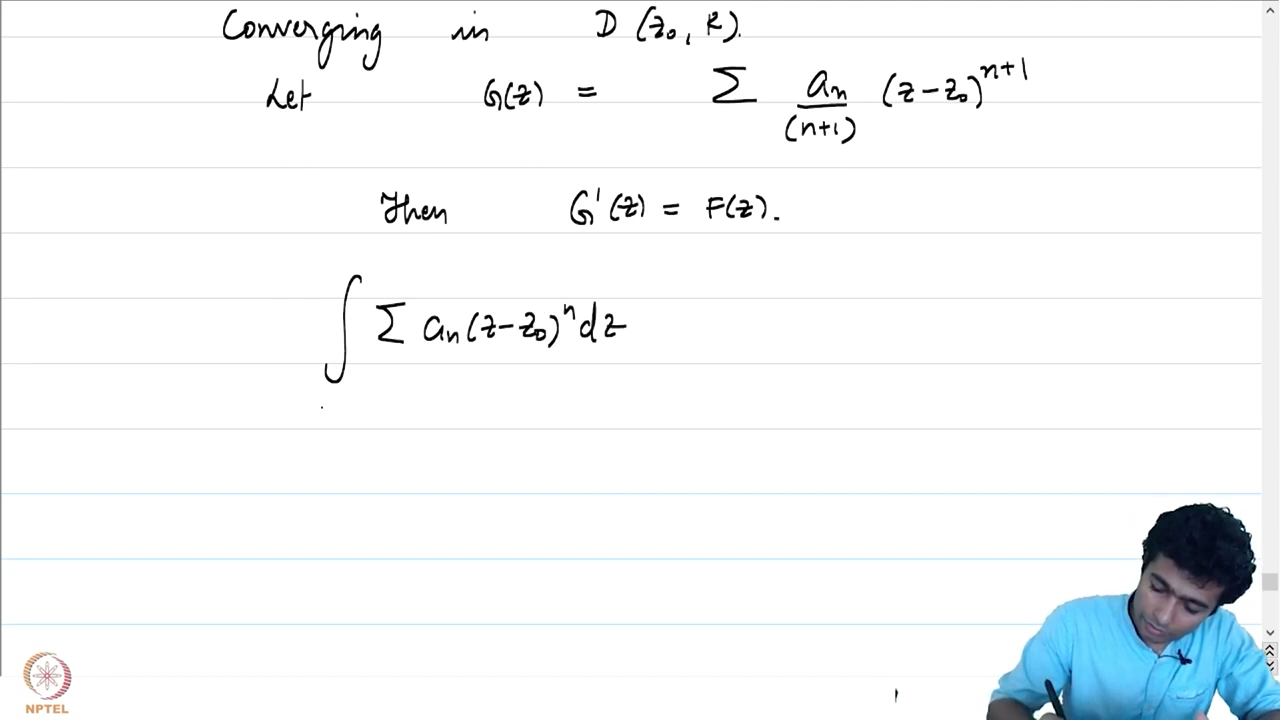 Converging in D (z₀, R).
Let G(z) = Σ aₙ/(n+1) (z-z₀)ⁿ⁺¹
Then G'(z) = F(z).
∫ Σ aₙ(z-z₀)ⁿ dz
NPTEL